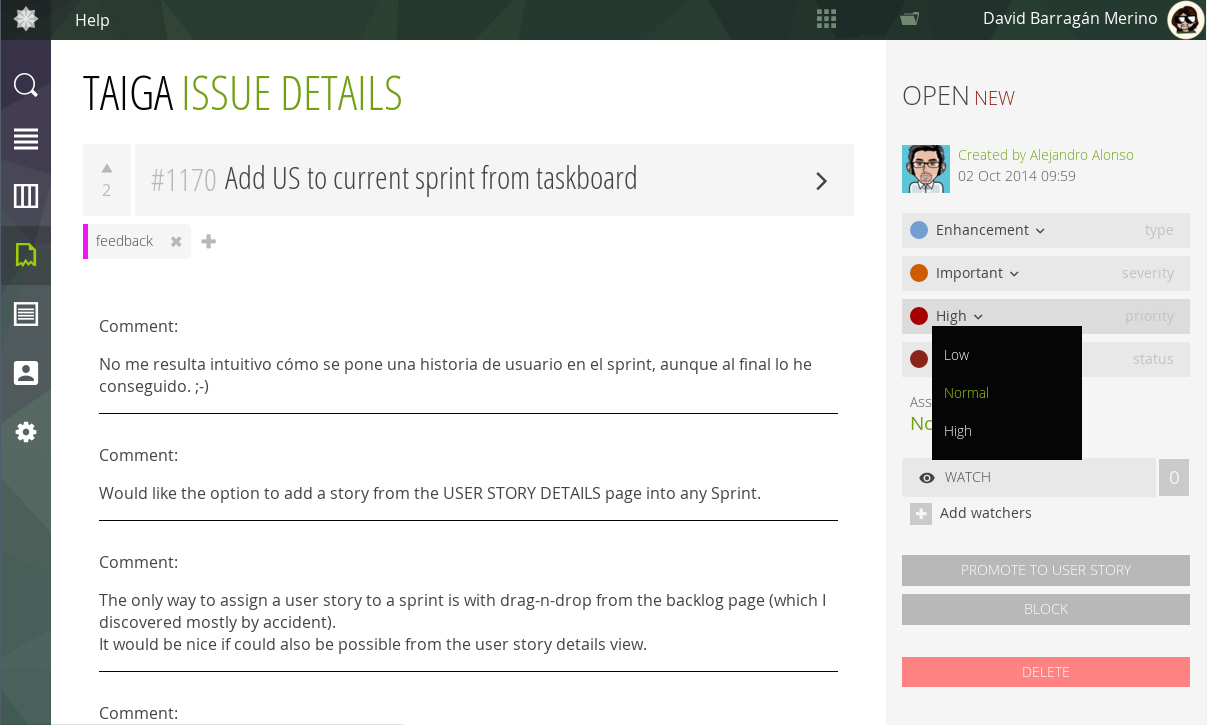 Help
David Barragán Merino
TAIGA ISSUE DETAILS
2
#1170 Add US to current sprint from taskboard
feedback
Comment:
No me resulta intuitivo cómo se pone una historia de usuario en el sprint, aunque al final lo he
conseguido. ;-)
Comment:
Would like the option to add a story from the USER STORY DETAILS page into any Sprint.
Comment:
The only way to assign a user story to a sprint is with drag-n-drop from the backlog page (which I
discovered mostly by accident).
It would be nice if could also be possible from the user story details view.
Comment:
OPEN NEW
Created by Alejandro Alonso
02 Oct 2014 09:59
Enhancement type
Important severity
High priority
status
Low
Normal
High
WATCH 0
Add watchers
PROMOTE TO USER STORY
BLOCK
DELETE